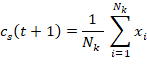 c_s(t + 1) = \frac{1}{N_k} \sum_{i=1}^{N_k} x_i